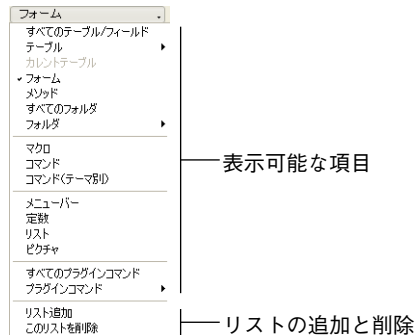 フォーム
すべてのテーブル/フィールド
テーブル
カレントテーブル
フォーム
メソッド
すべてのフォルダ
フォルダ
マクロ
コマンド
コマンド(テーマ別)
メニューバー
定数
リスト
ピクチャ
すべてのプラグインコマンド
プラグインコマンド
リスト追加
このリストを削除
表示可能な項目
リストの追加と削除